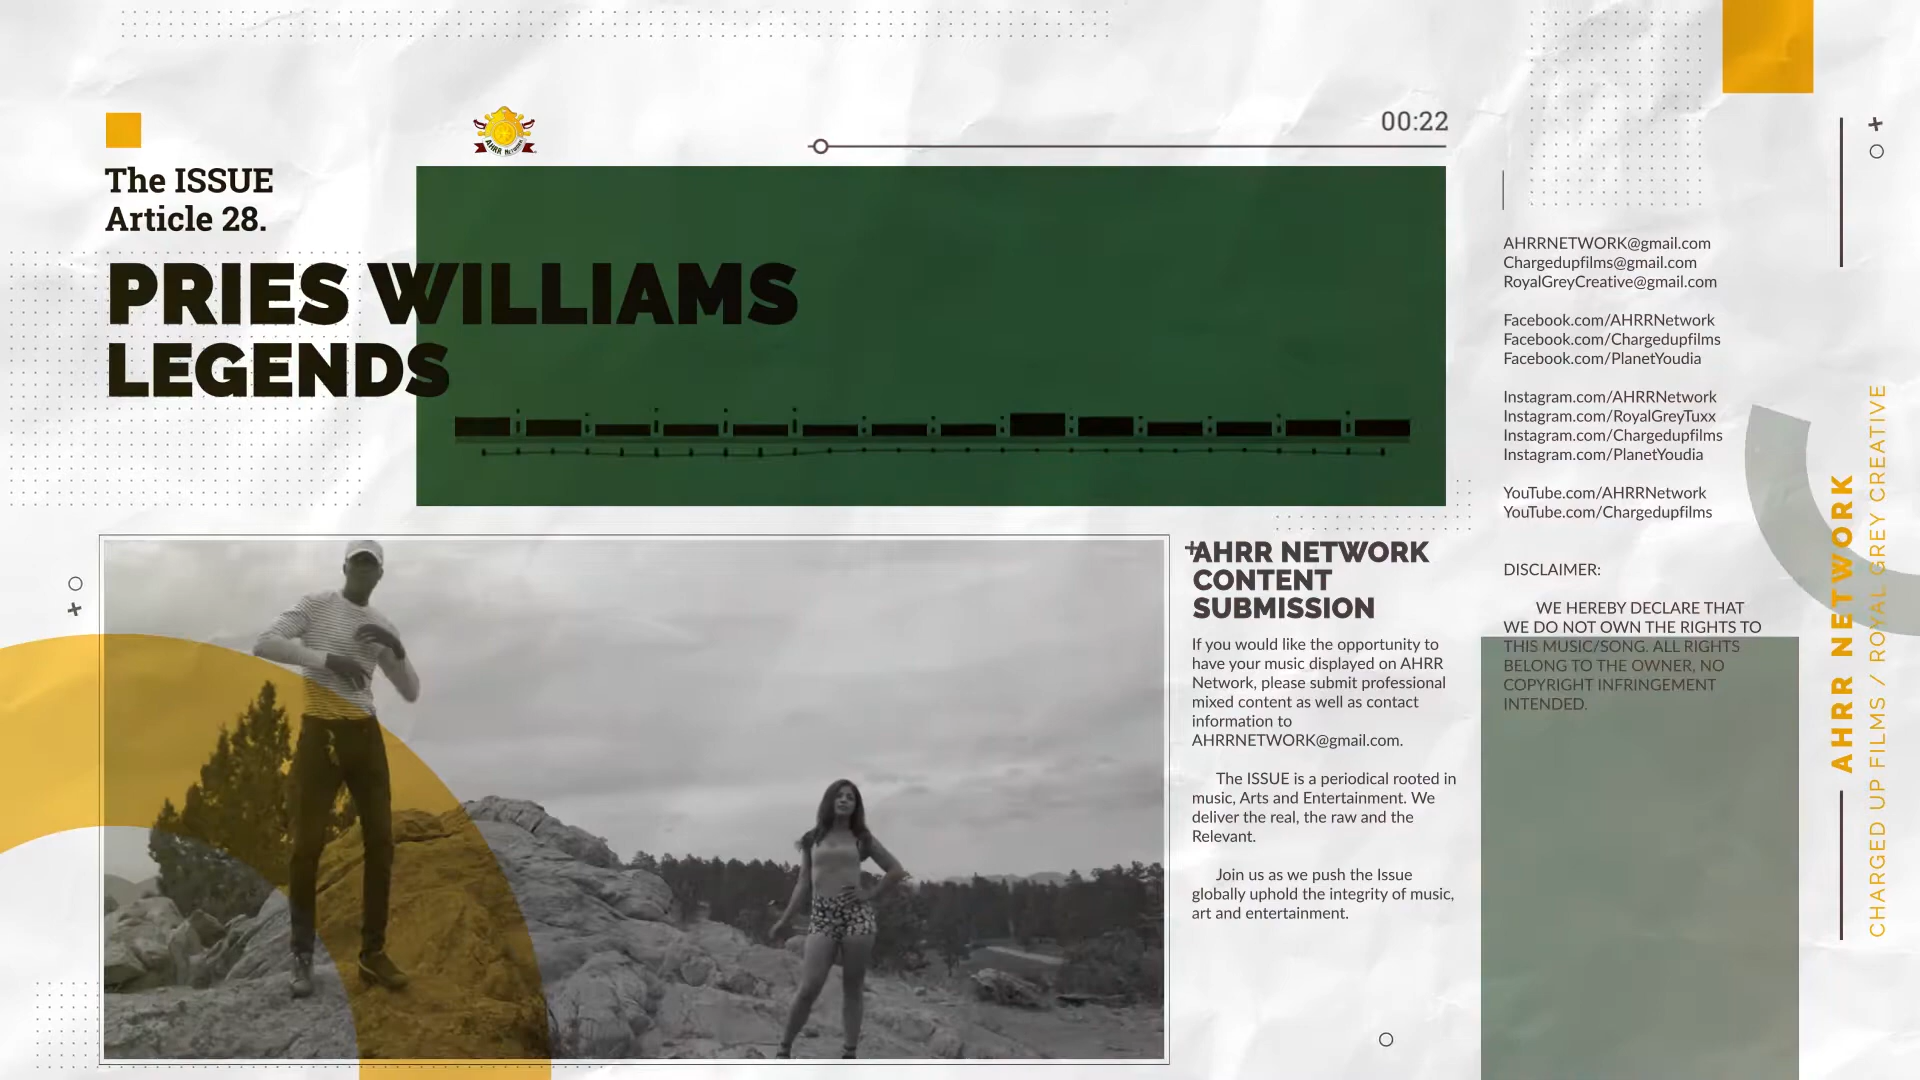 The ISSUE
Article 28.
PRIES WILLIAMS
LEGENDS
AHRR NETWORK
00:22
AHRR NETWORK
CONTENT
SUBMISSION
If you would like the opportunity to
have your music displayed on AHRR
Network, please submit professional
mixed content as well as contact
information to
AHRRNETWORK@gmail.com.
The ISSUE is a periodical rooted in
music, Arts and Entertainment. We
deliver the real, the raw and the
Relevant.
Join us as we push the Issue
globally uphold the integrity of music,
art and entertainment.
AHRRNETWORK@gmail.com
Chargedupfilms@gmail.com
RoyalGreyCreative@gmail.com
Facebook.com/AHRRNetwork
Facebook.com/Chargedupfilms
Facebook.com/PlanetYoudia
Instagram.com/AHRRNetwork
Instagram.com/RoyalGreyTuxx
Instagram.com/Chargedupfilms
Instagram.com/PlanetYoudia
YouTube.com/AHRRNetwork
YouTube.com/Chargedupfilms
DISCLAIMER:
WE HEREBY DECLARE THAT
WE DO NOT OWN THE RIGHTS TO
THIS MUSIC/SONG. ALL RIGHTS
BELONG TO THE OWNER, NO
COPYRIGHT INFRINGEMENT
INTENDED.
AHRR NETWORK
CHARGED UP FILMS / ROYAL GREY CREATIVE